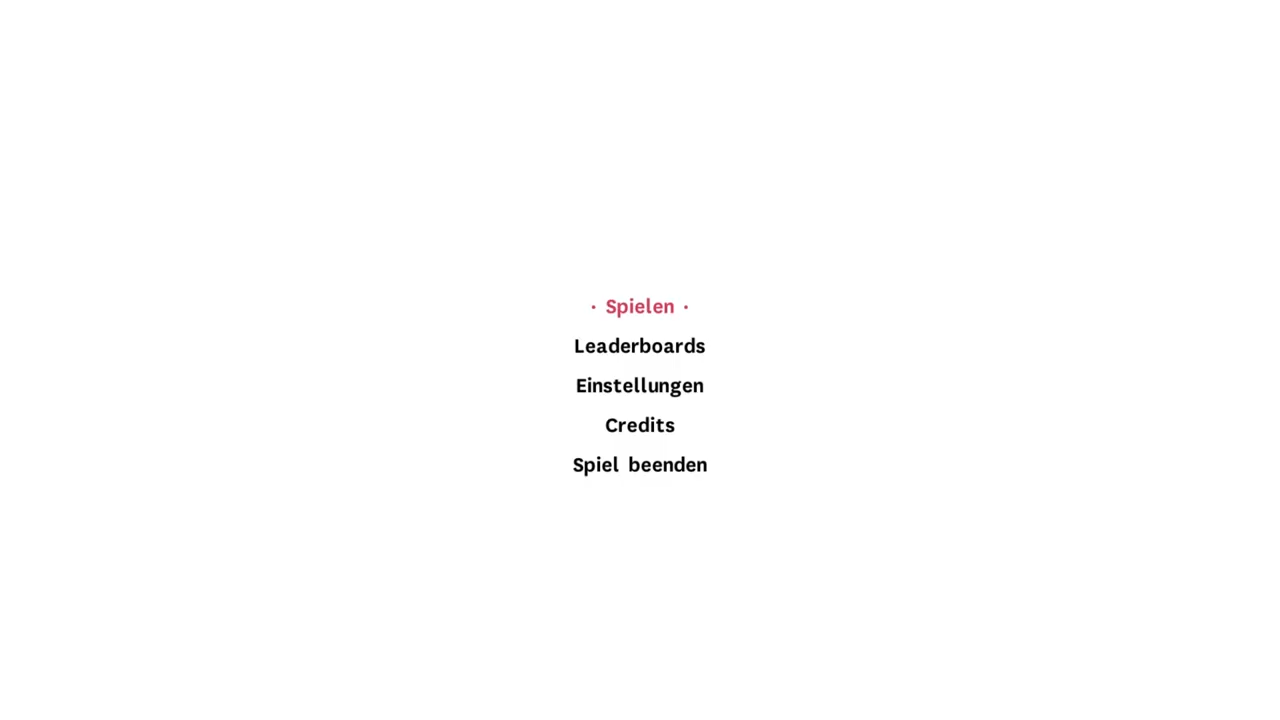 · Spielen ·
Leaderboards
Einstellungen
Credits
Spiel beenden